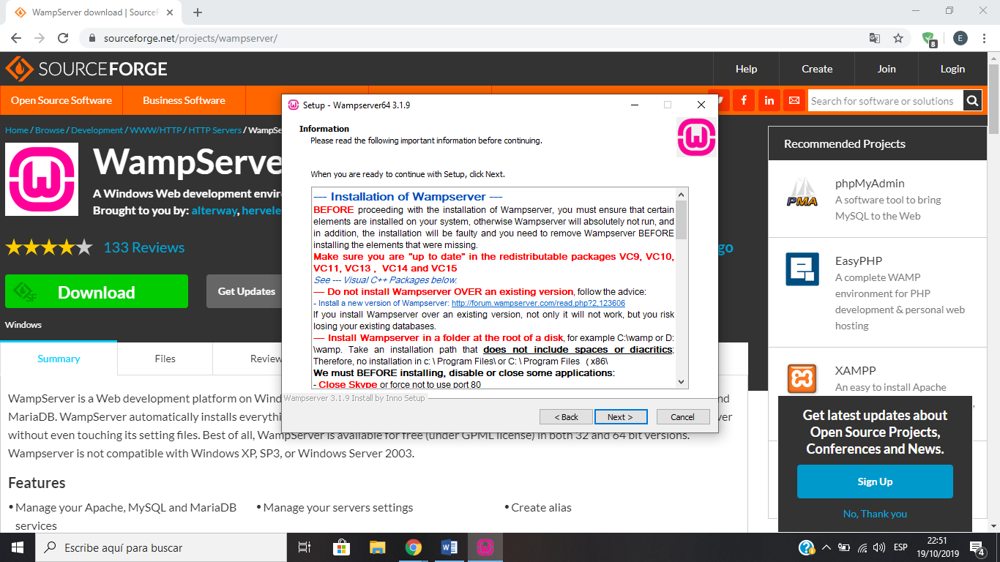 WampServer download | SourceF
sourceforge.net/projects/wampserver/
8
E
SOURCEFORGE
Help
Create
Join
Login
Open Source Software
Business Software
Search for software or solutions
Home / Browse / Development / WWW/HTTP / HTTP Servers / WampSe
WampServe
A Windows Web development envir
Brought to you by: alterway, hervele
133 Reviews
go
Download
SF
Get Updates
Windows
Summary
Files
Review
WampServer is a Web development platform on Wind
nd
MariaDB. WampServer automatically installs everythi
ver
without even touching its setting files. Best of all, WampServer is available for free (under GPML license) in both 32 and 64 bit versions.
Wampserver is not compatible with Windows XP, SP3, or Windows Server 2003.
Features
• Manage your Apache, MySQL and MariaDB
services
• Manage your servers settings
• Create alias
Setup - Wampserver64 3.1.9
Information
Please read the following important information before continuing.
When you are ready to continue with Setup, click Next.
--- Installation of Wampserver ---
BEFORE proceeding with the installation of Wampserver, you must ensure that certain
elements are installed on your system, otherwise Wampserver will absolutely not run, and
in addition, the installation will be faulty and you need to remove Wampserver BEFORE
installing the elements that were missing.
Make sure you are "up to date" in the redistributable packages VC9, VC10,
VC11, VC13 , VC14 and VC15
See --- Visual C++ Packages below.
--- Do not install Wampserver OVER an existing version, follow the advice:
- Install a new version of Wampserver: http://forum.wampserver.com/read.php?2,123606
If you install Wampserver over an existing version, not only it will not work, but you risk
losing your existing databases.
--- Install Wampserver in a folder at the root of a disk, for example C:\wamp or D:
\wamp. Take an installation path that does not include spaces or diacritics;
Therefore, no installation in c: \ Program Files\ or C: \ Program Files (x86\
We must BEFORE installing, disable or close some applications:
- Close Skype or force not to use port 80
Wampserver 3.1.9 Install by Inno Setup
< Back
Next >
Cancel
Recommended Projects
PMA
phpMyAdmin
A software tool to bring
MySQL to the Web
EasyPHP
A complete WAMP
environment for PHP
development & personal web
hosting
XAMPP
An easy to install Apache
Get latest updates about
Open Source Projects,
Conferences and News.
Sign Up
No, Thank you
Escribe aquí para buscar
ESP
22:51
19/10/2019
4